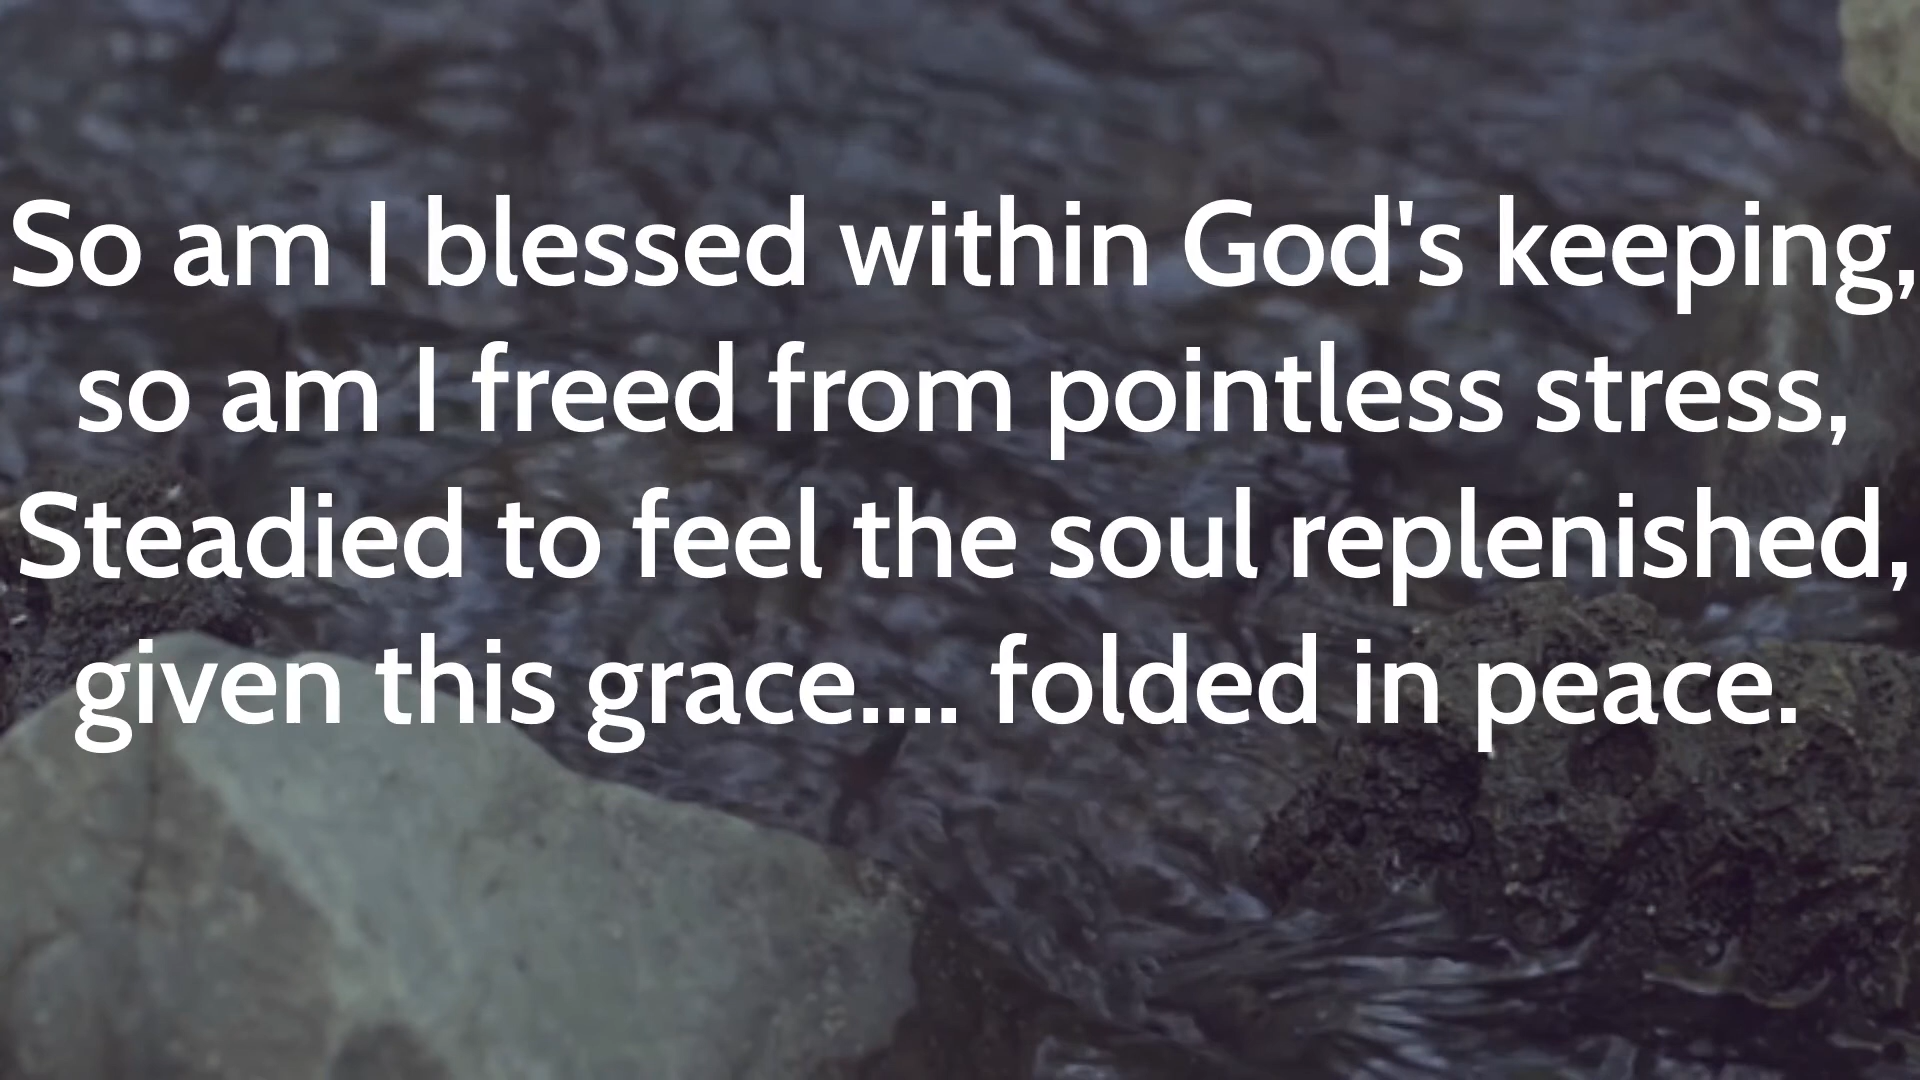 So am I blessed within God's keeping,
so am I freed from pointless stress,
Steadied to feel the soul replenished,
given this grace.... folded in peace.